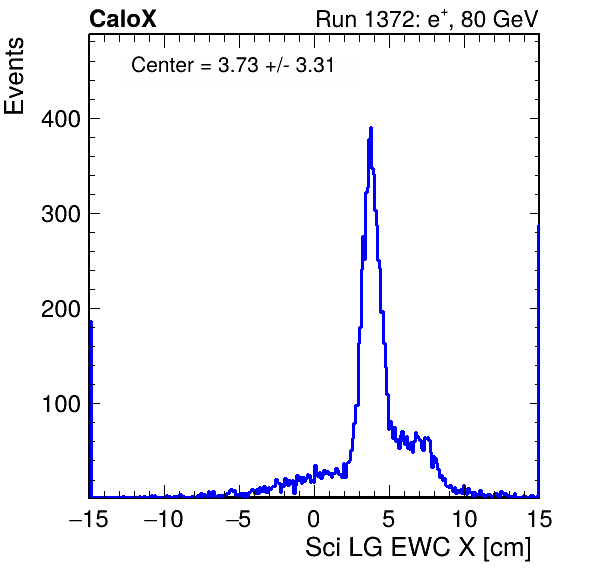 CaloX Run 1372: e⁺, 80 GeV
Center = 3.73 +/- 3.31
Events
400
300
200
100
−15 −10 −5 0 5 10 15
Sci LG EWC X [cm]